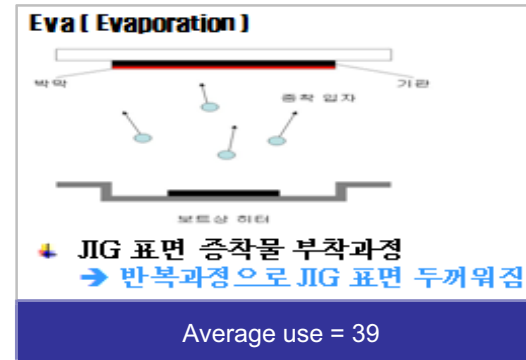 Eva ( Evaporation )
박막
기판
증착 입자
보트상 히터
JIG 표면 증착물 부착과정
➔ 반복과정으로 JIG 표면 두꺼워짐
Average use = 39